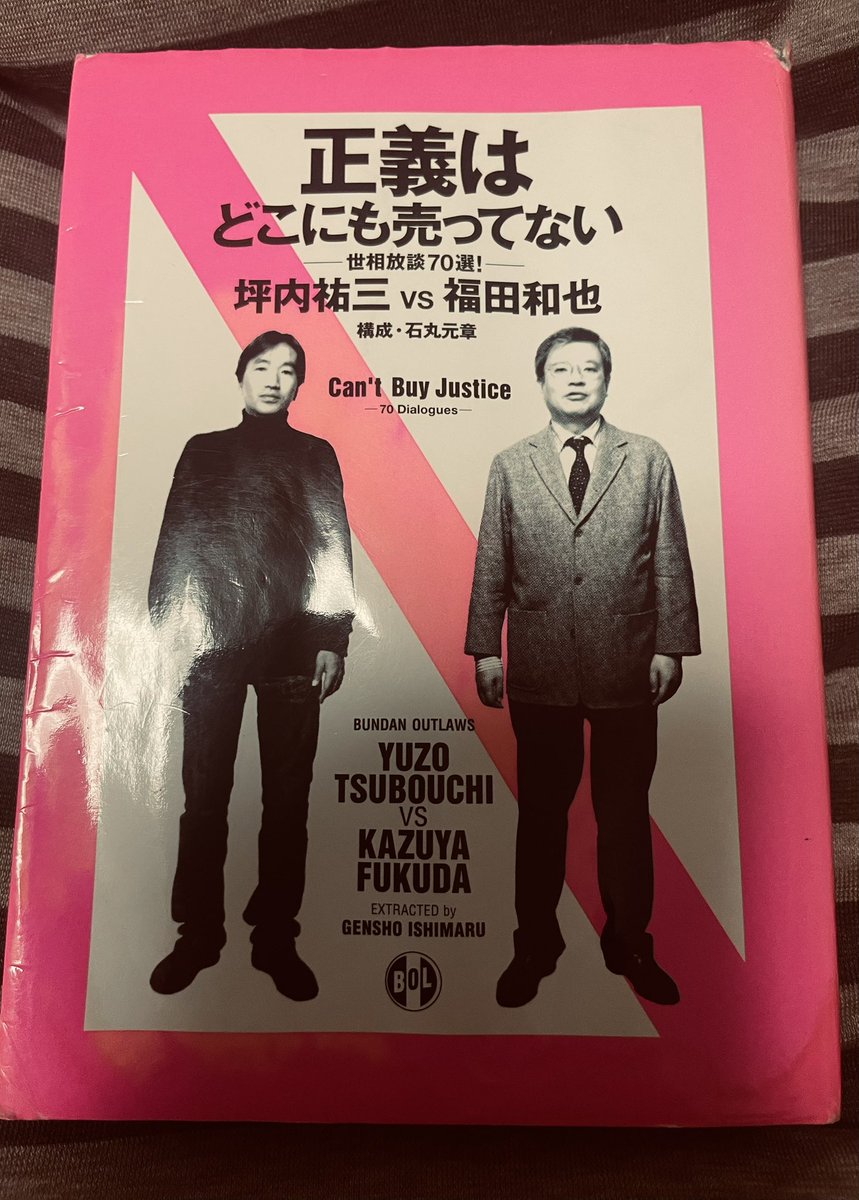 正義は
どこにも売ってない
世相放談70選!
坪内祐三 vs 福田和也
構成・石丸元章
Can't Buy Justice
70 Dialogues
BUNDAN OUTLAWS
YUZO
TSUBOUCHI
VS
KAZUYA
FUKUDA
EXTRACTED by
GENSHO ISHIMARU
BOL